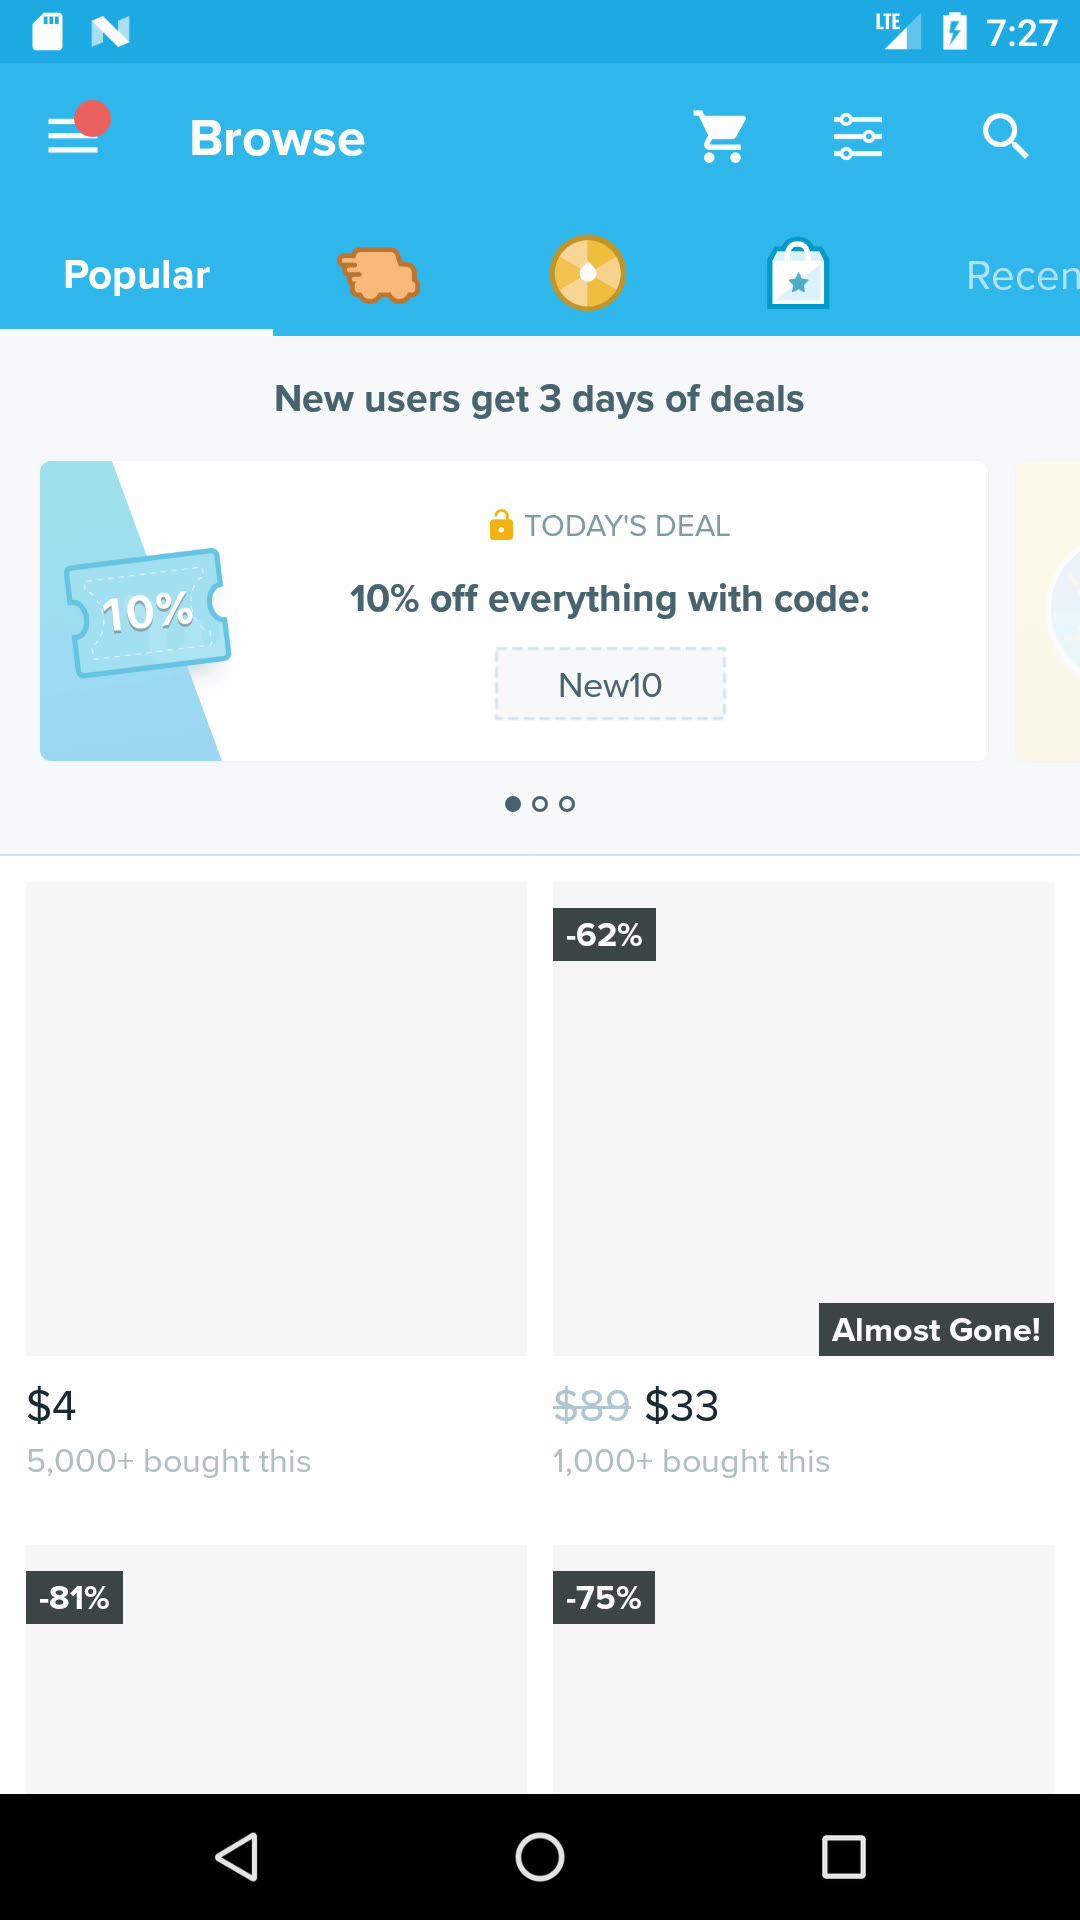 LTE 7:27
Browse
Popular
Recen
New users get 3 days of deals
TODAY'S DEAL
10%
10% off everything with code:
New10
-62%
Almost Gone!
$4
$89 $33
5,000+ bought this
1,000+ bought this
-81%
-75%